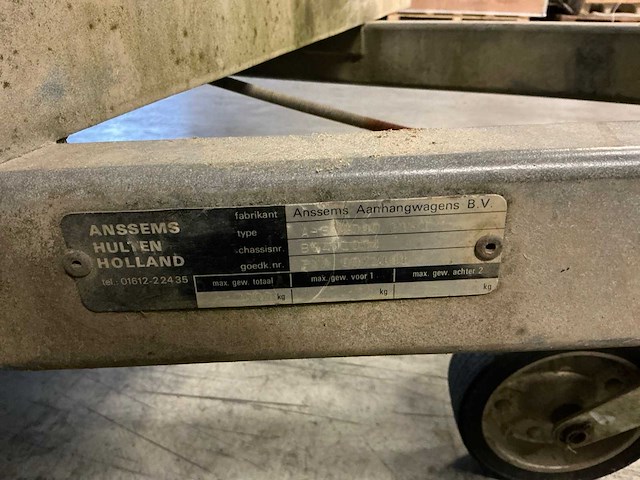 ANSSEMS
HULTEN
HOLLAND
tel. 01612-22435
fabrikant Anssems Aanhangwagens B.V.
type
chassisnr.
goedk.nr.
max. gew. totaal max. gew. voor 1 max. gew. achter 2
kg kg kg